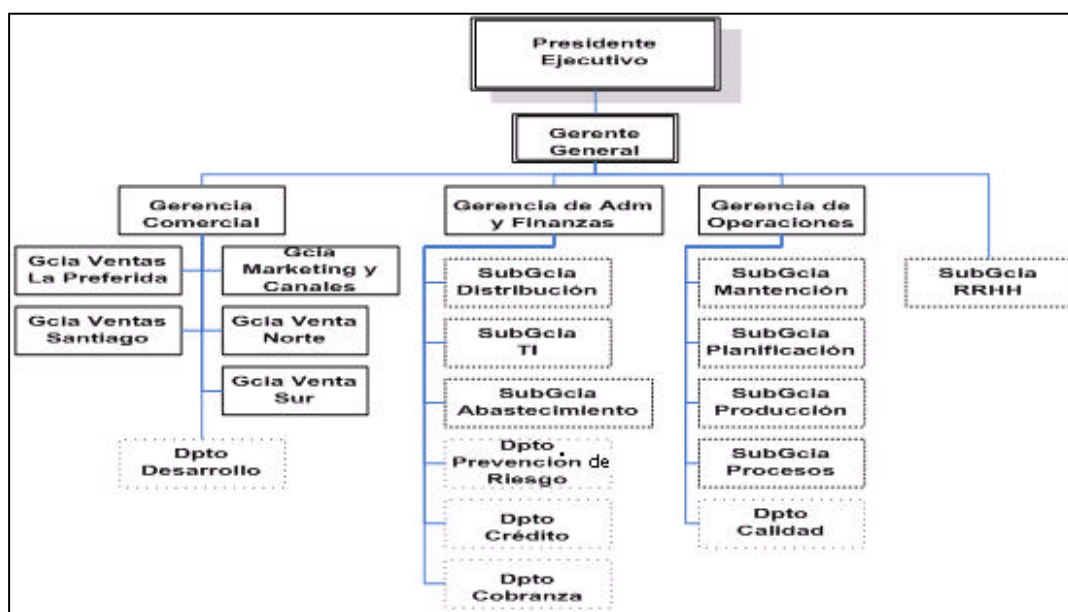 Presidente
Ejecutivo
Gerente
General
Gerencia
Comercial
Gerencia de Adm
y Finanzas
Gerencia de
Operaciones
SubGcia
RRHH
Gcia Ventas
La Preferida
Gcia
Marketing y
Canales
Gcia Ventas
Santiago
Gcia Venta
Norte
Gcia Venta
Sur
Dpto
Desarrollo
SubGcia
Distribución
SubGcia
TI
SubGcia
Abastecimiento
Dpto
Prevención de
Riesgo
Dpto
Crédito
Dpto
Cobranza
SubGcia
Mantención
SubGcia
Planificación
SubGcia
Producción
SubGcia
Procesos
Dpto
Calidad